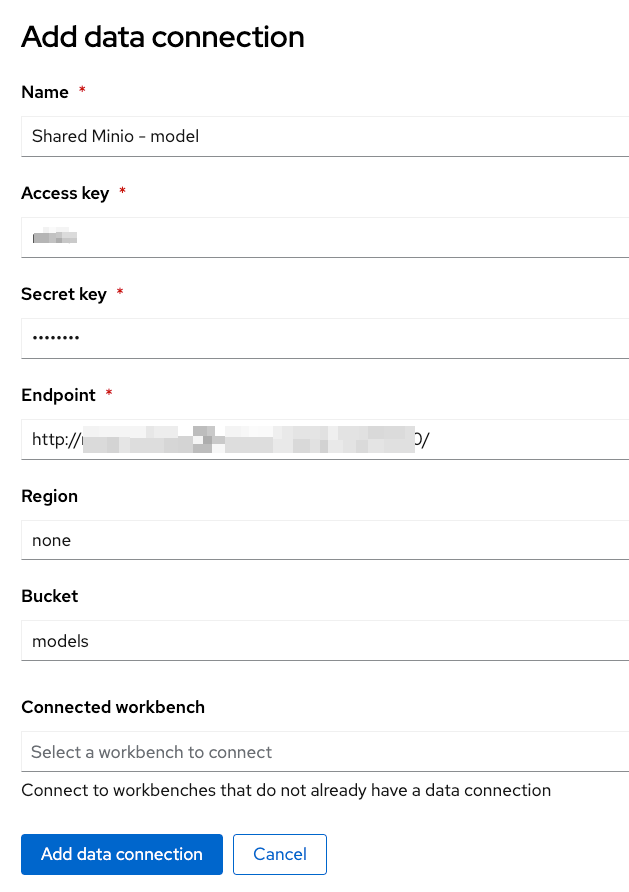 Add data connection
Name *
Shared Minio - model
Access key *
Secret key *
••••••••
Endpoint *
http://
0/
Region
none
Bucket
models
Connected workbench
Select a workbench to connect
Connect to workbenches that do not already have a data connection
Add data connection
Cancel